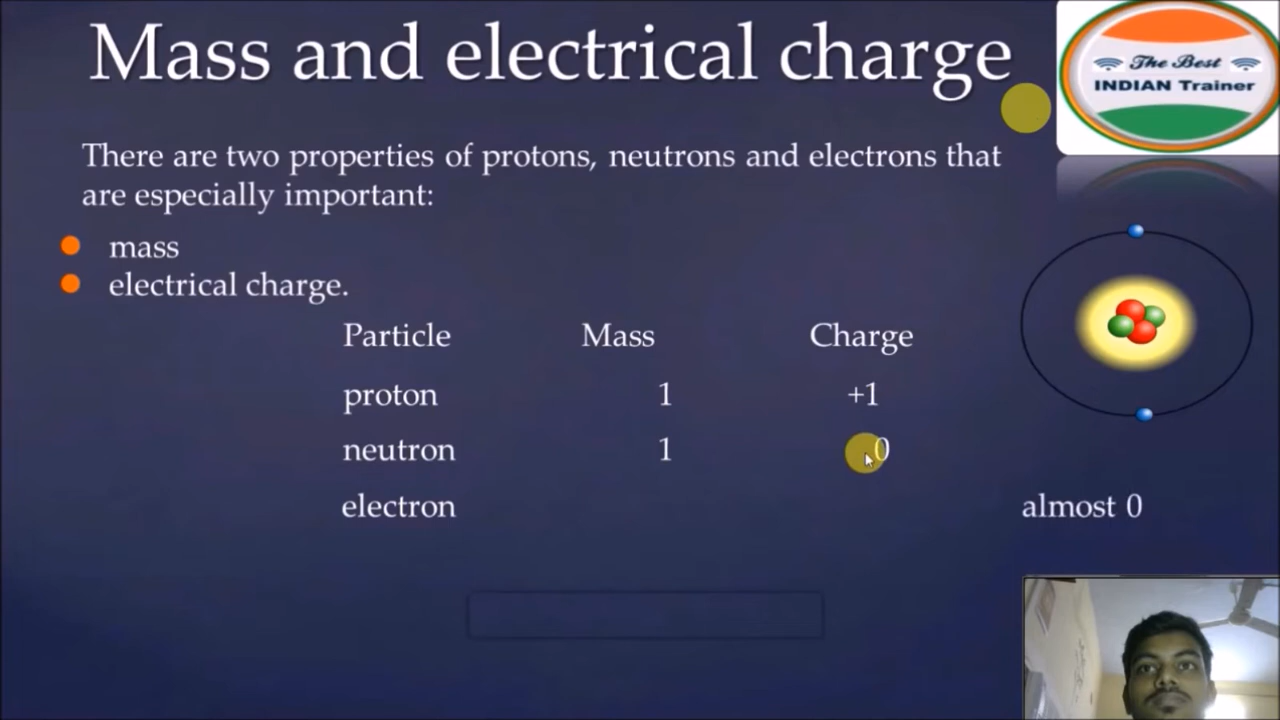 Mass and electrical charge
The Best
INDIAN Trainer
There are two properties of protons, neutrons and electrons that
are especially important:
mass
electrical charge.
Particle Mass Charge
proton 1 +1
neutron 1 0
electron almost 0